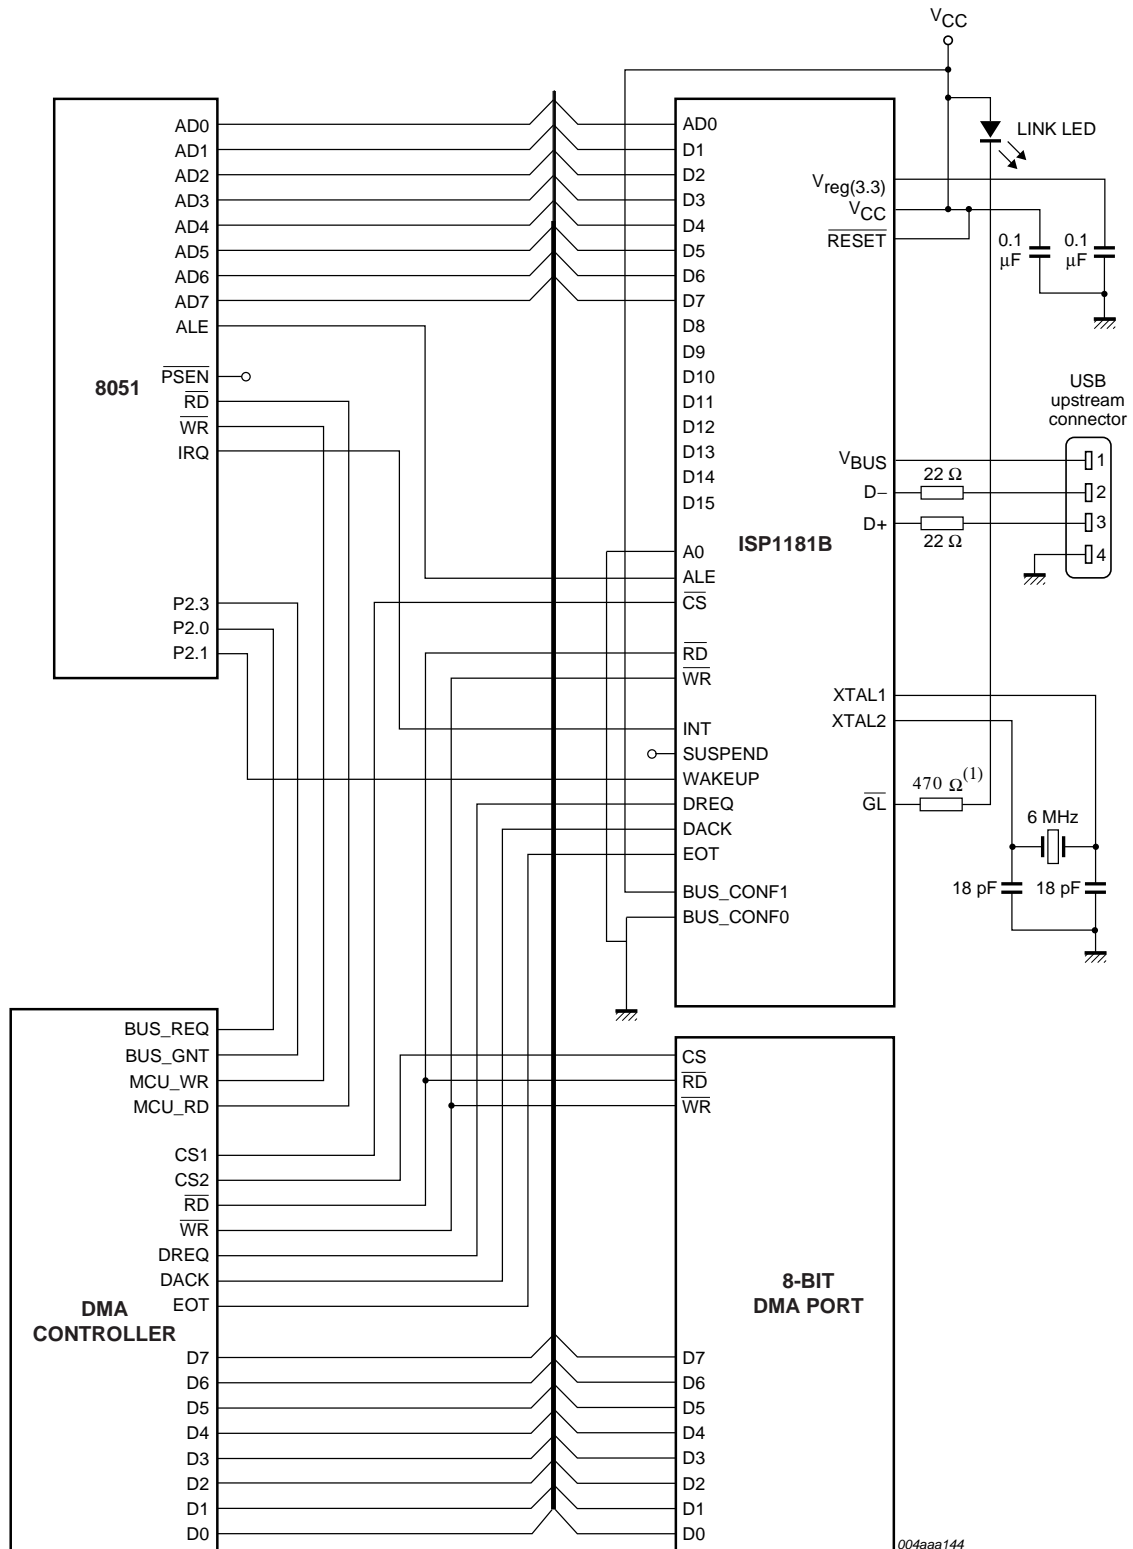 VCC
LINK LED
8051
AD0
AD1
AD2
AD3
AD4
AD5
AD6
AD7
ALE
PSEN
RD
WR
IRQ
P2.3
P2.0
P2.1
ISP1181B
AD0
D1
D2
D3
D4
D5
D6
D7
D8
D9
D10
D11
D12
D13
D14
D15
A0
ALE
CS
RD
WR
INT
SUSPEND
WAKEUP
DREQ
DACK
EOT
BUS_CONF1
BUS_CONF0
Vreg(3.3)
VCC
RESET
0.1
μF
0.1
μF
USB
upstream
connector
VBUS
D−
D+
22 Ω
22 Ω
1
2
3
4
XTAL1
XTAL2
GL
470 Ω(1)
6 MHz
18 pF
18 pF
DMA
CONTROLLER
BUS_REQ
BUS_GNT
MCU_WR
MCU_RD
CS1
CS2
RD
WR
DREQ
DACK
EOT
D7
D6
D5
D4
D3
D2
D1
D0
8-BIT
DMA PORT
CS
RD
WR
D7
D6
D5
D4
D3
D2
D1
D0
004aaa144